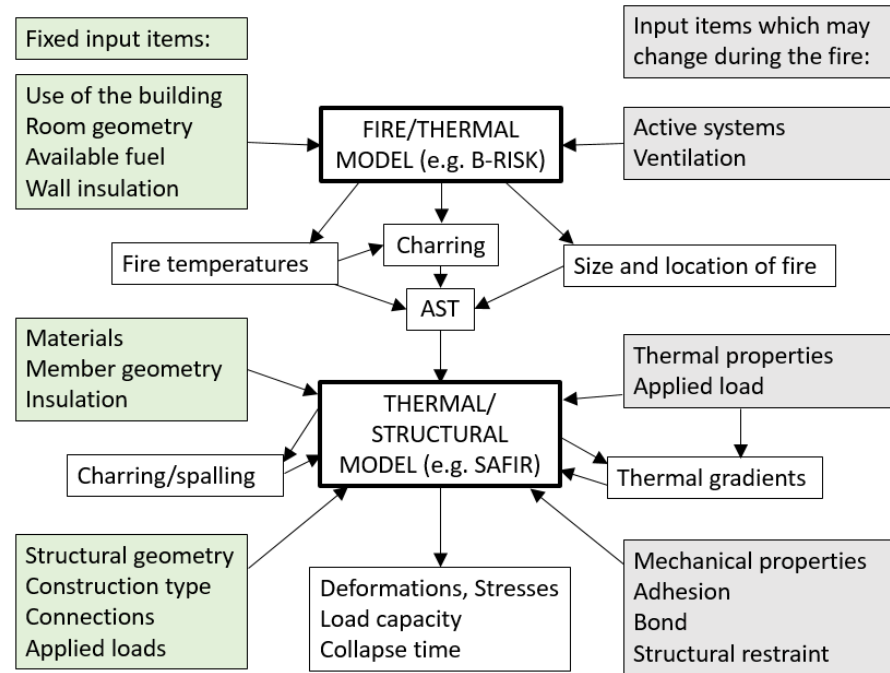 Fixed input items:
Input items which may
change during the fire:
Use of the building
Room geometry
Available fuel
Wall insulation
FIRE/THERMAL
MODEL (e.g. B-RISK)
Active systems
Ventilation
Fire temperatures
Charring
Size and location of fire
AST
Materials
Member geometry
Insulation
THERMAL/
STRUCTURAL
MODEL (e.g. SAFIR)
Thermal properties
Applied load
Charring/spalling
Thermal gradients
Structural geometry
Construction type
Connections
Applied loads
Deformations, Stresses
Load capacity
Collapse time
Mechanical properties
Adhesion
Bond
Structural restraint